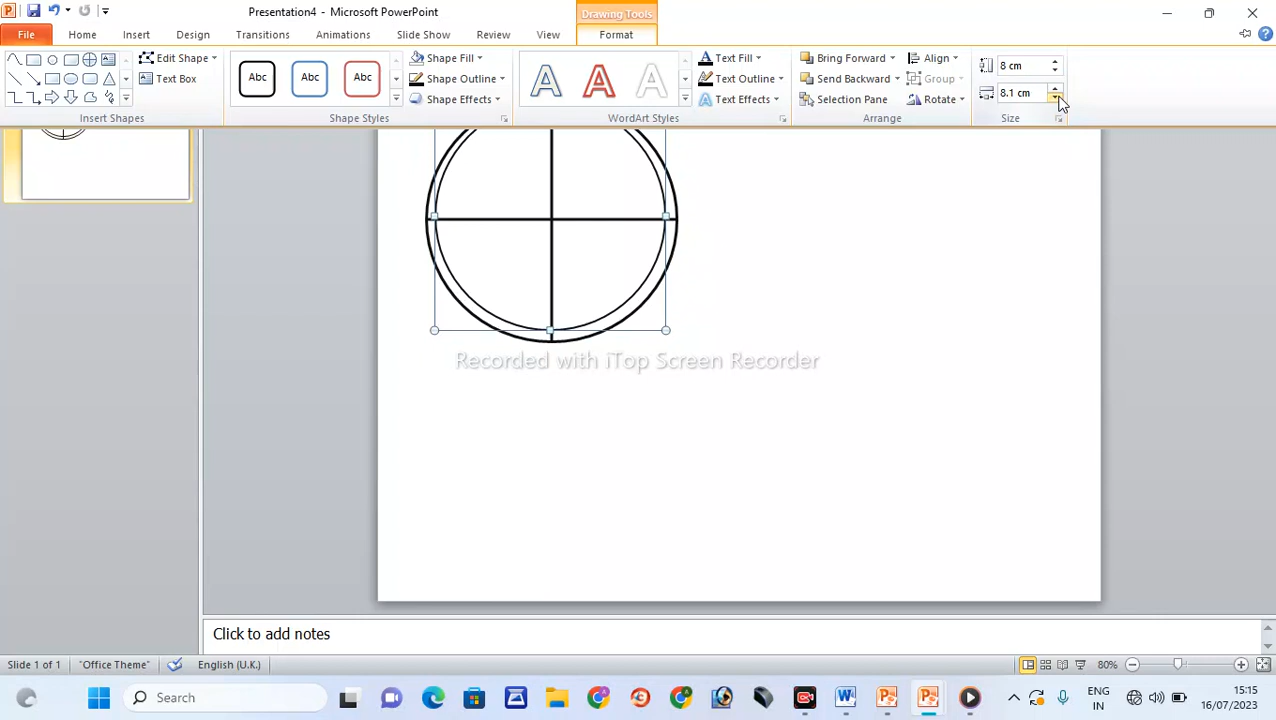 Presentation4 - Microsoft PowerPoint
Drawing Tools
File
Home
Insert
Design
Transitions
Animations
Slide Show
Review
View
Format
Edit Shape
Text Box
Insert Shapes
Abc
Abc
Abc
Shape Fill
Shape Outline
Shape Effects
Shape Styles
A
A
A
Text Fill
Text Outline
Text Effects
WordArt Styles
Bring Forward
Send Backward
Selection Pane
Align
Group
Rotate
Arrange
8 cm
8.1 cm
Size
Recorded with iTop Screen Recorder
Click to add notes
Slide 1 of 1
"Office Theme"
English (U.K.)
80%
Search
ENG
IN
15:15
16/07/2023